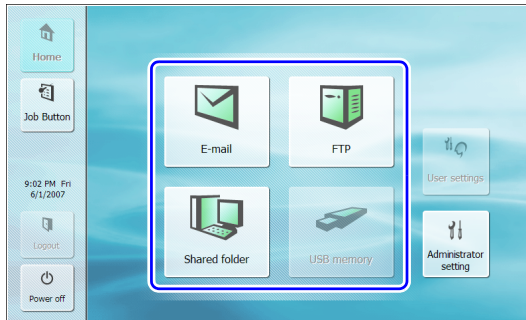 Home
Job Button
9:02 PM Fri
6/1/2007
Logout
Power off
E-mail
FTP
Shared folder
USB memory
User settings
Administrator
setting